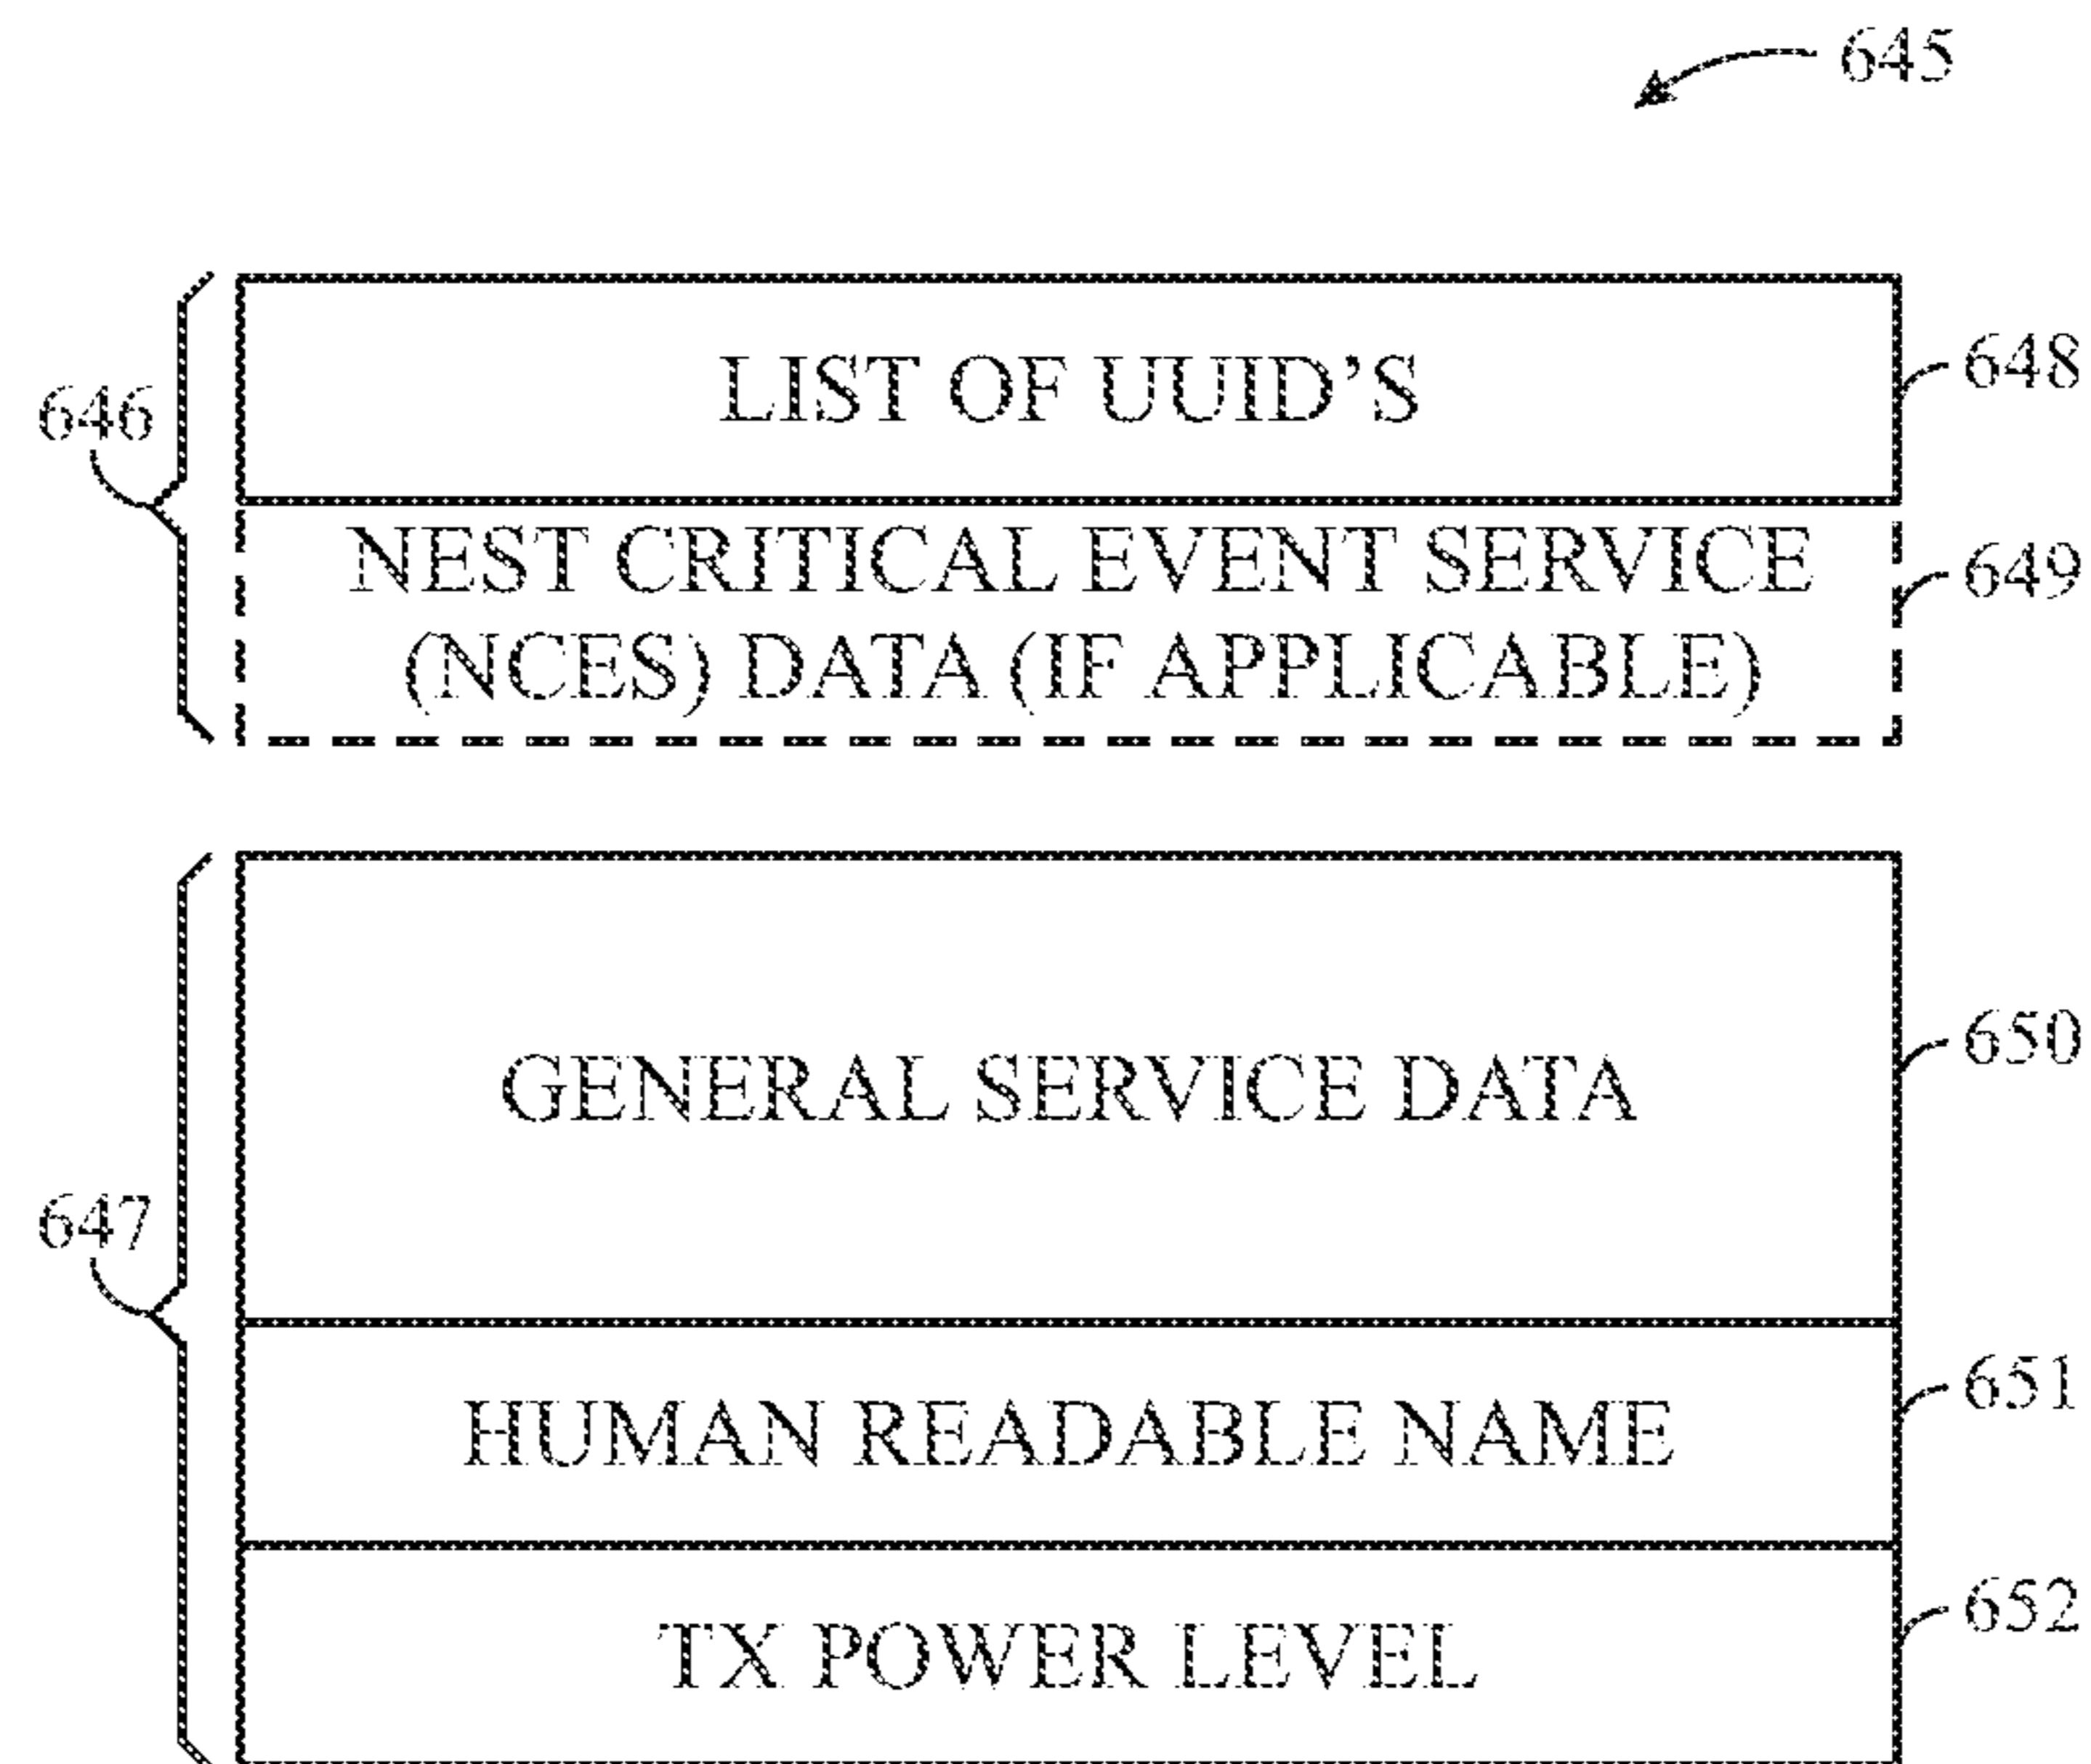 645
LIST OF UUID'S
648
646
NEST CRITICAL EVENT SERVICE
(NCES) DATA (IF APPLICABLE)
649
GENERAL SERVICE DATA
650
647
HUMAN READABLE NAME
651
TX POWER LEVEL
652